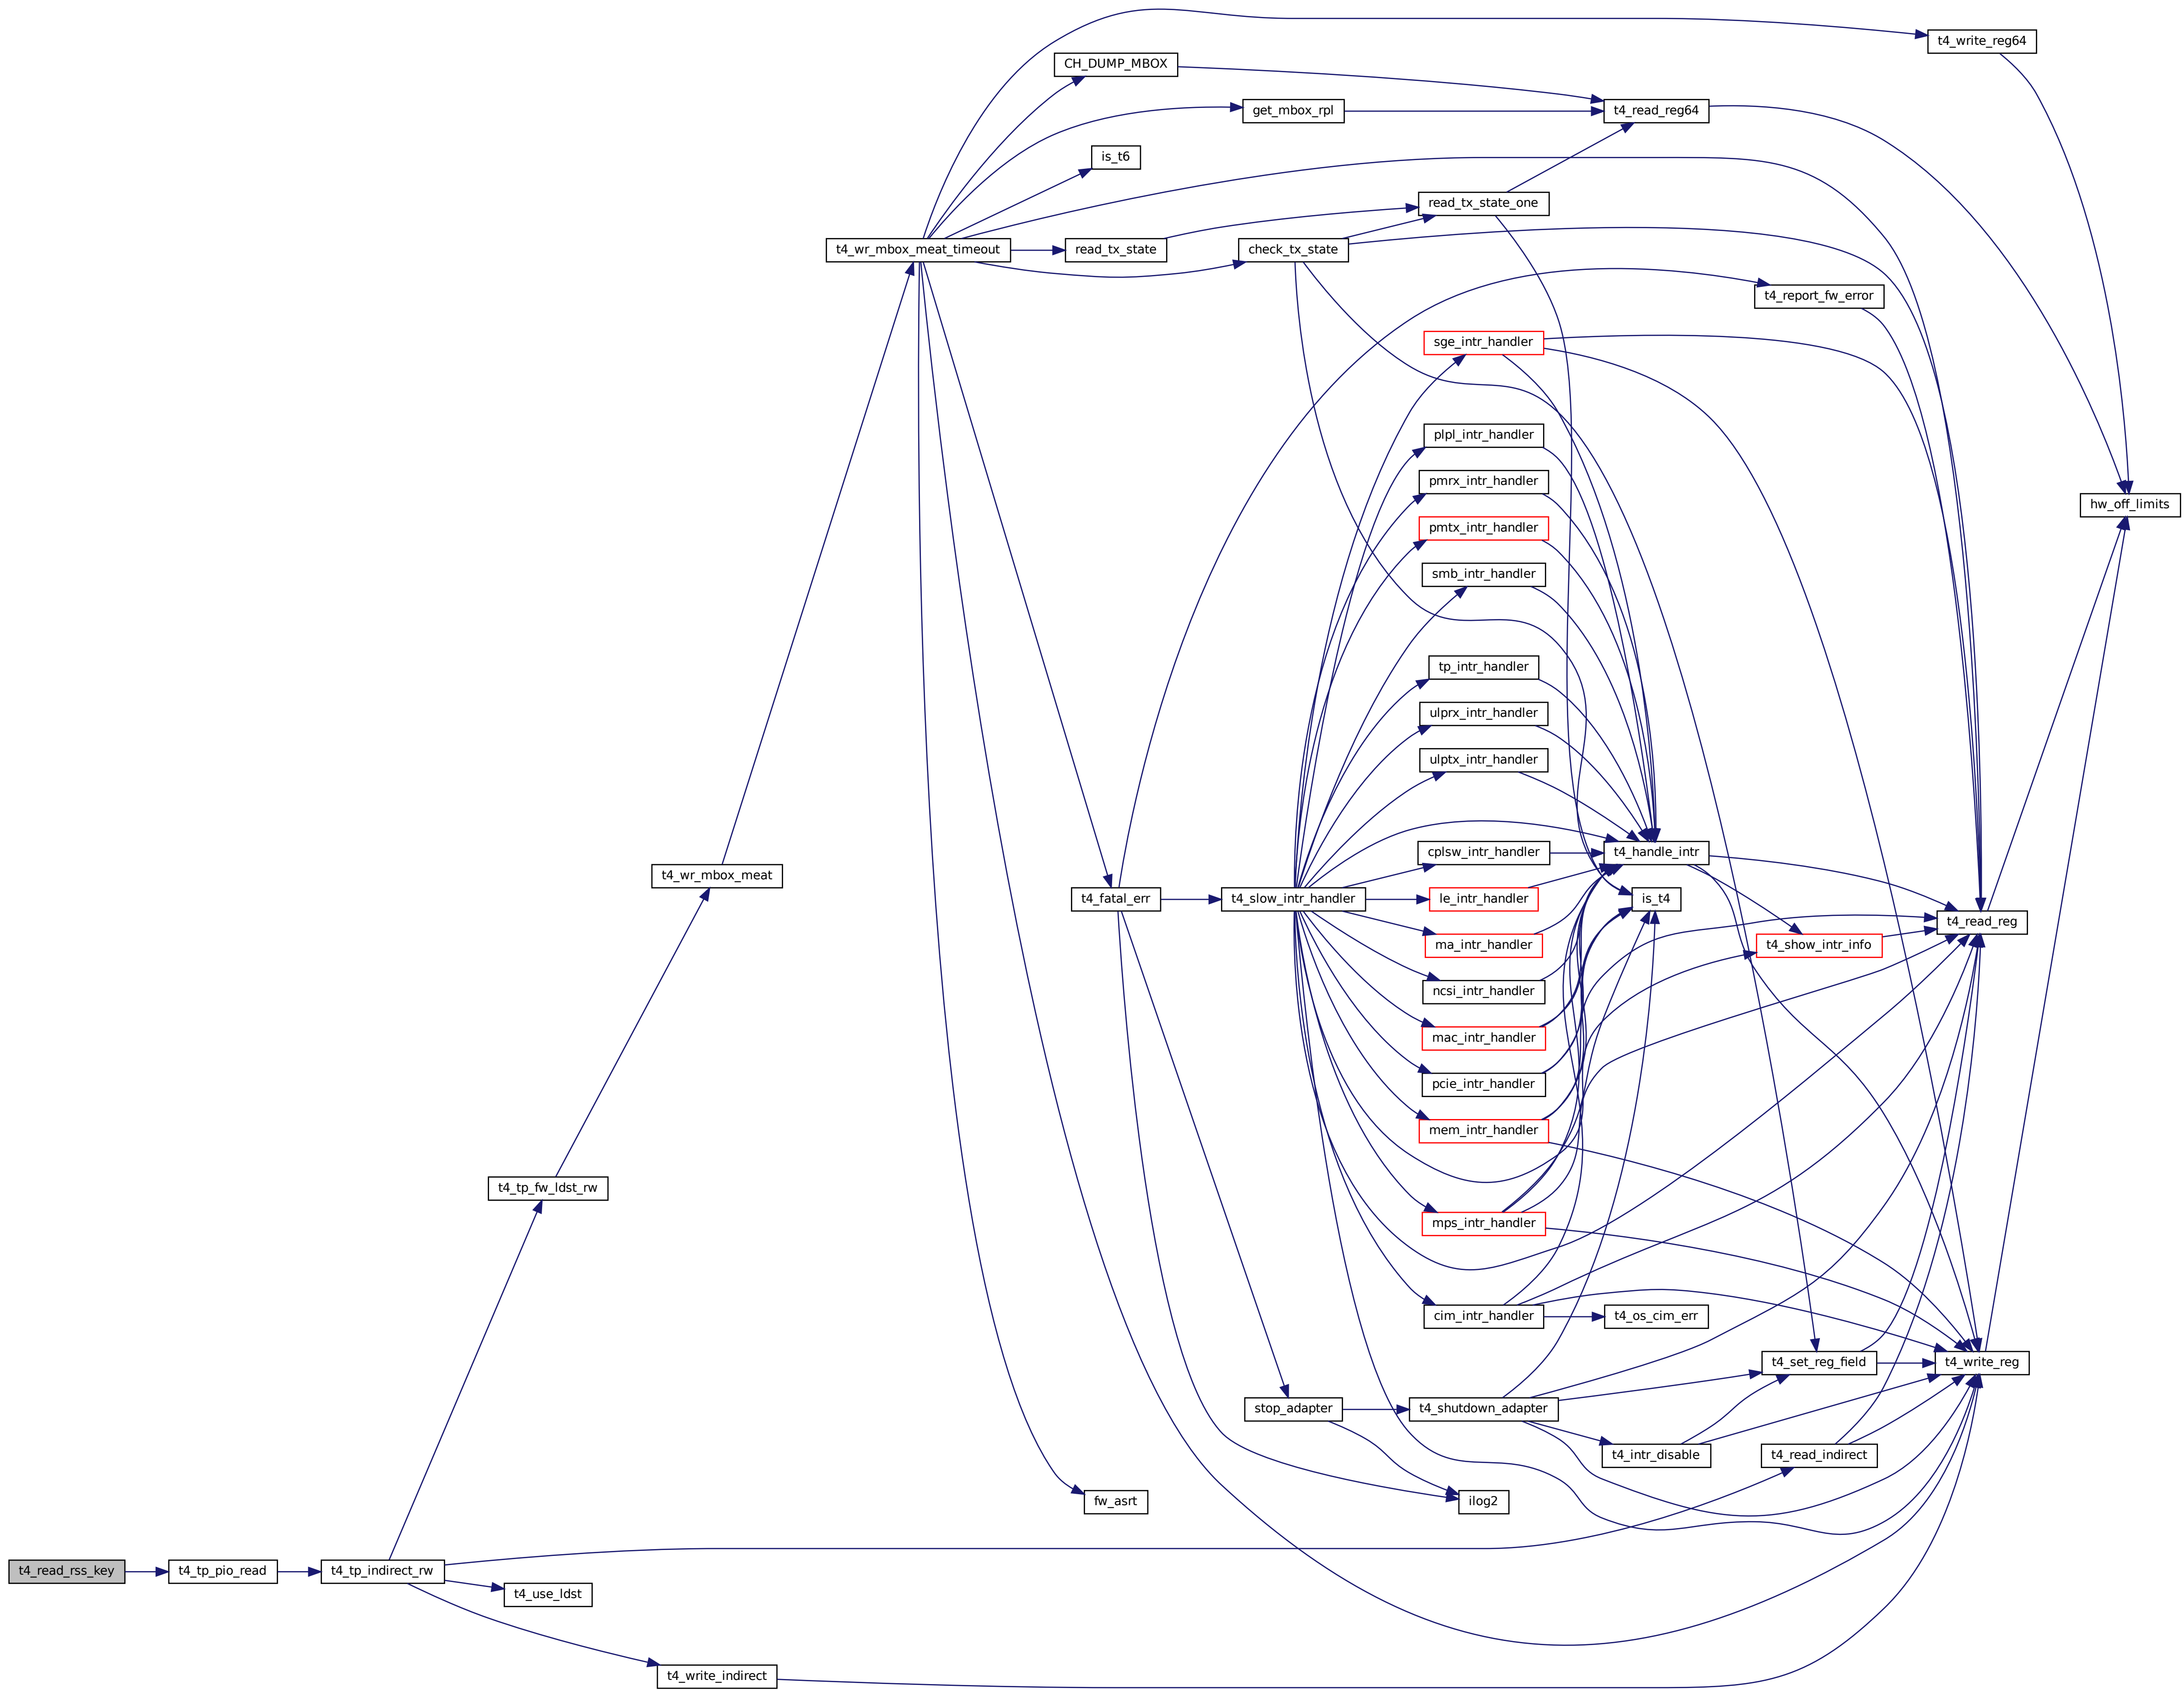 t4_write_reg64
CH_DUMP_MBOX
get_mbox_rpl
t4_read_reg64
is_t6
read_tx_state_one
t4_wr_mbox_meat_timeout
read_tx_state
check_tx_state
t4_report_fw_error
sge_intr_handler
plpl_intr_handler
pmrx_intr_handler
hw_off_limits
pmtx_intr_handler
smb_intr_handler
tp_intr_handler
ulprx_intr_handler
ulptx_intr_handler
cplsw_intr_handler
t4_handle_intr
t4_wr_mbox_meat
t4_fatal_err
t4_slow_intr_handler
le_intr_handler
is_t4
t4_read_reg
ma_intr_handler
t4_show_intr_info
ncsi_intr_handler
mac_intr_handler
pcie_intr_handler
mem_intr_handler
t4_tp_fw_ldst_rw
mps_intr_handler
cim_intr_handler
t4_os_cim_err
t4_set_reg_field
t4_write_reg
stop_adapter
t4_shutdown_adapter
t4_intr_disable
t4_read_indirect
fw_asrt
ilog2
t4_read_rss_key
t4_tp_pio_read
t4_tp_indirect_rw
t4_use_ldst
t4_write_indirect